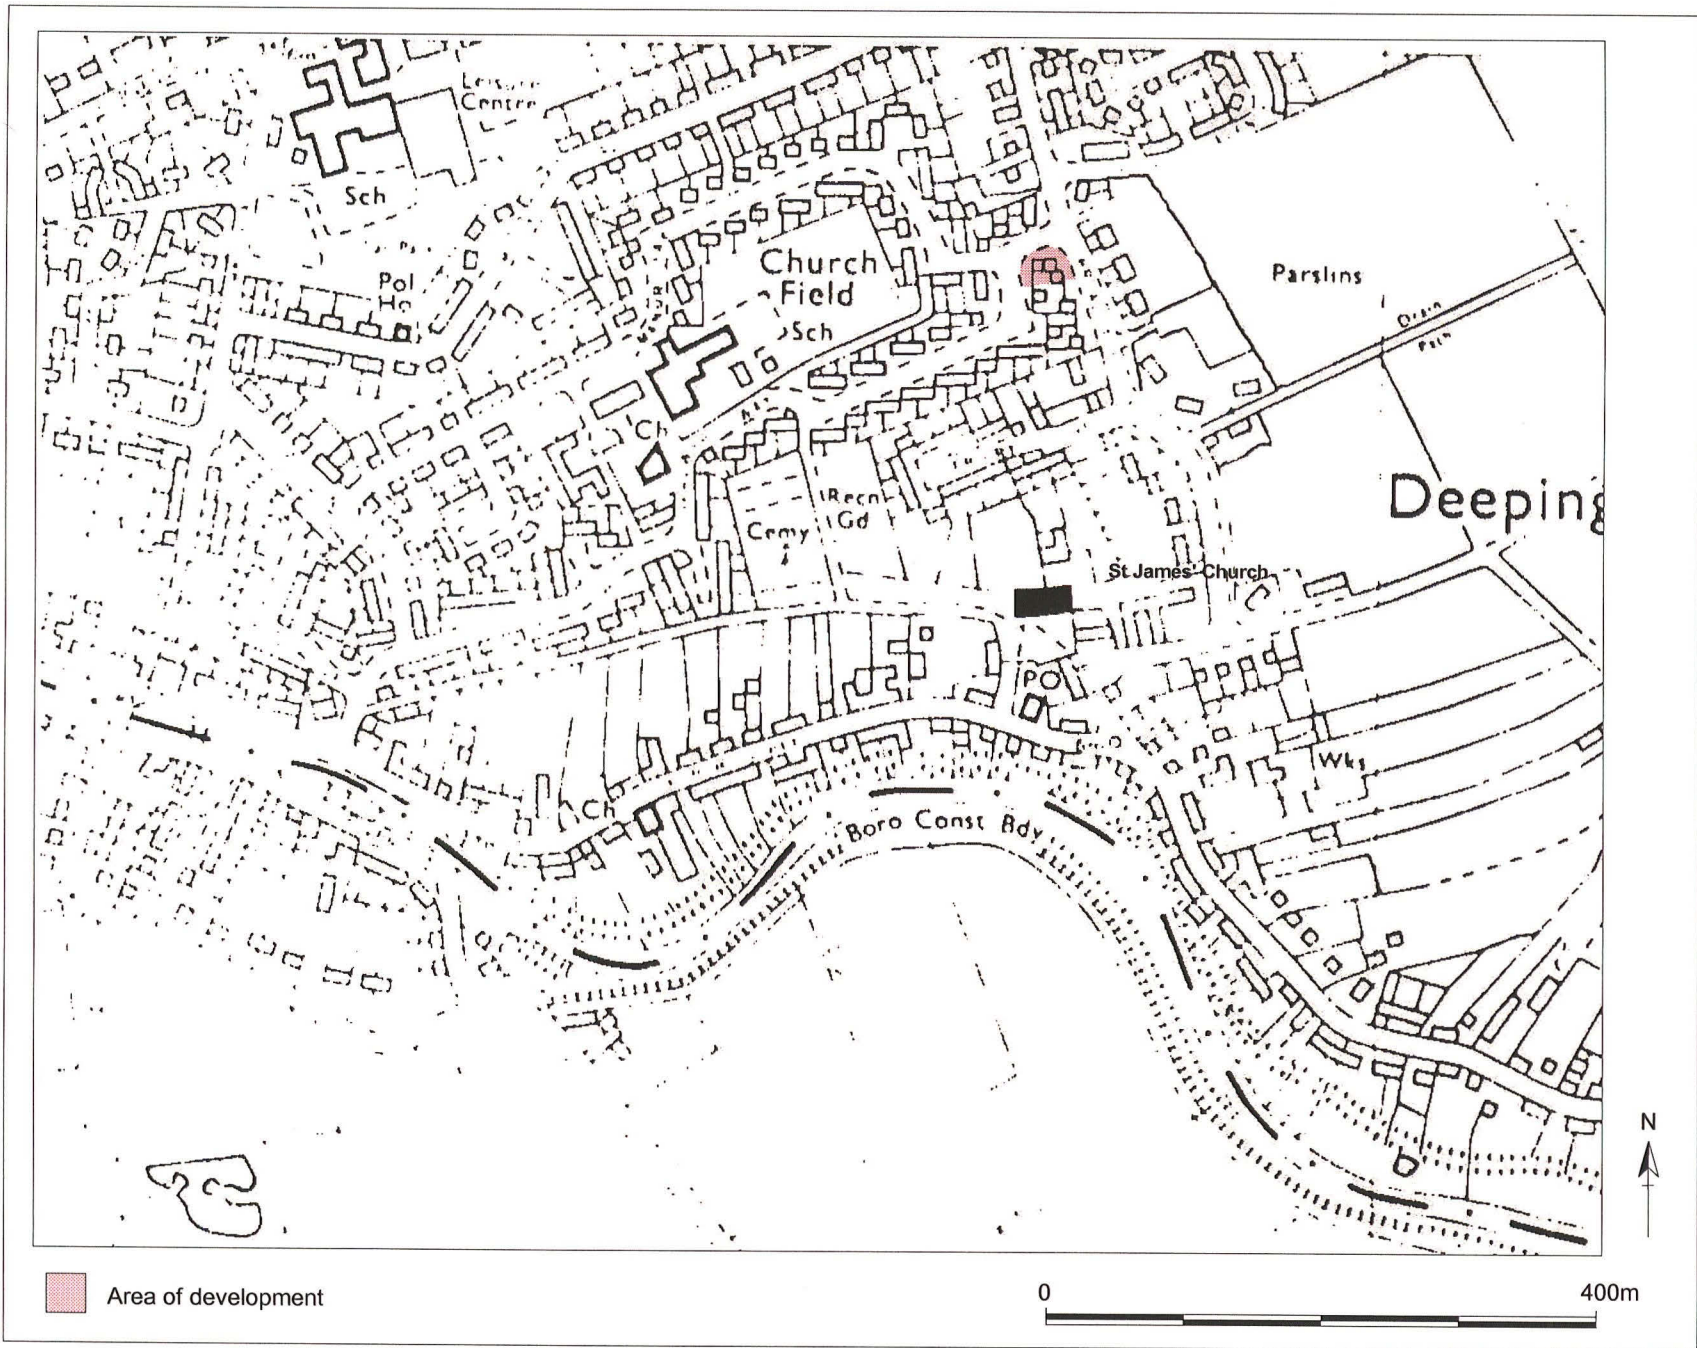 Leisure
Centre
Sch
Pol
Ho
Church
Field
Sch
Parslins
Drain
Path
Ch
Recn
Gd
Cemy
Deeping
St James' Church
PO
Wks
Ch
Boro Const Bdy
N
Area of development
0 400m